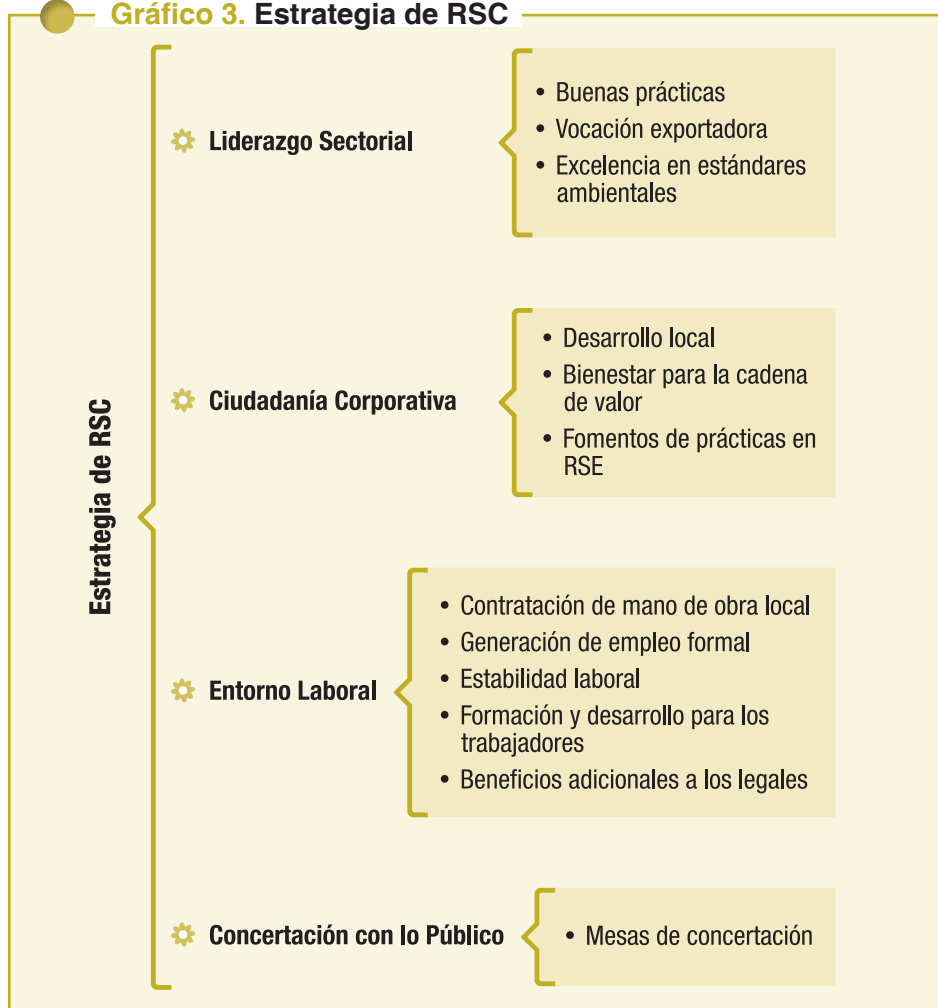 Gráfico 3. Estrategia de RSC
Estrategia de RSC
Liderazgo Sectorial
• Buenas prácticas
• Vocación exportadora
• Excelencia en estándares
ambientales
Ciudadanía Corporativa
• Desarrollo local
• Bienestar para la cadena
de valor
• Fomentos de prácticas en
RSE
Entorno Laboral
• Contratación de mano de obra local
• Generación de empleo formal
• Estabilidad laboral
• Formación y desarrollo para los
trabajadores
• Beneficios adicionales a los legales
Concertación con lo Público
• Mesas de concertación